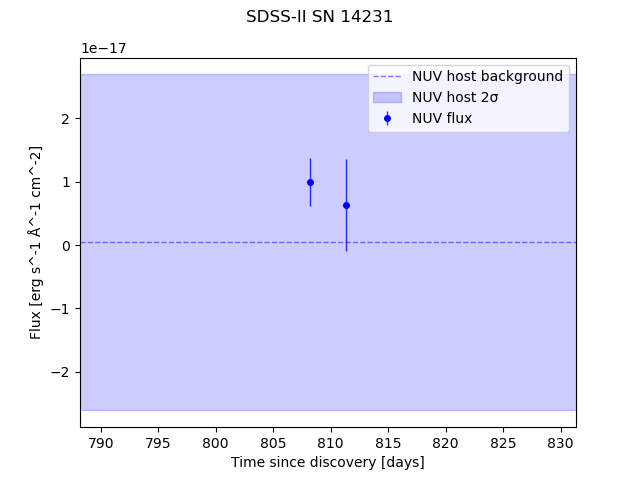 SDSS-II SN 14231
1e−17
NUV host background
NUV host 2σ
NUV flux
2
1
0
−1
−2
Flux [erg s^-1 Å^-1 cm^-2]
790 795 800 805 810 815 820 825 830
Time since discovery [days]